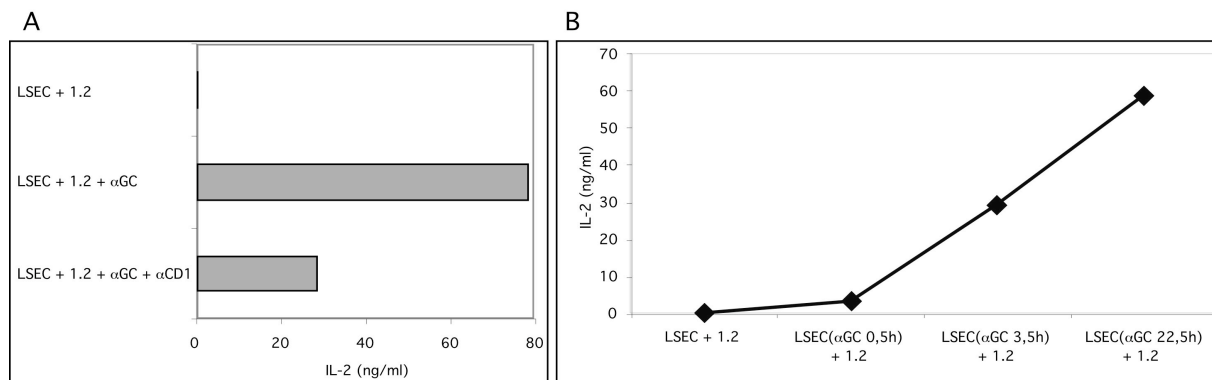 A
LSEC + 1.2
LSEC + 1.2 + αGC
LSEC + 1.2 + αGC + αCD1
0 20 40 60 80
IL-2 (ng/ml)
B
70
60
50
40
30
20
10
0
IL-2 (ng/ml)
LSEC + 1.2
LSEC(αGC 0,5h)
+ 1.2
LSEC(αGC 3,5h)
+ 1.2
LSEC(αGC 22,5h)
+ 1.2